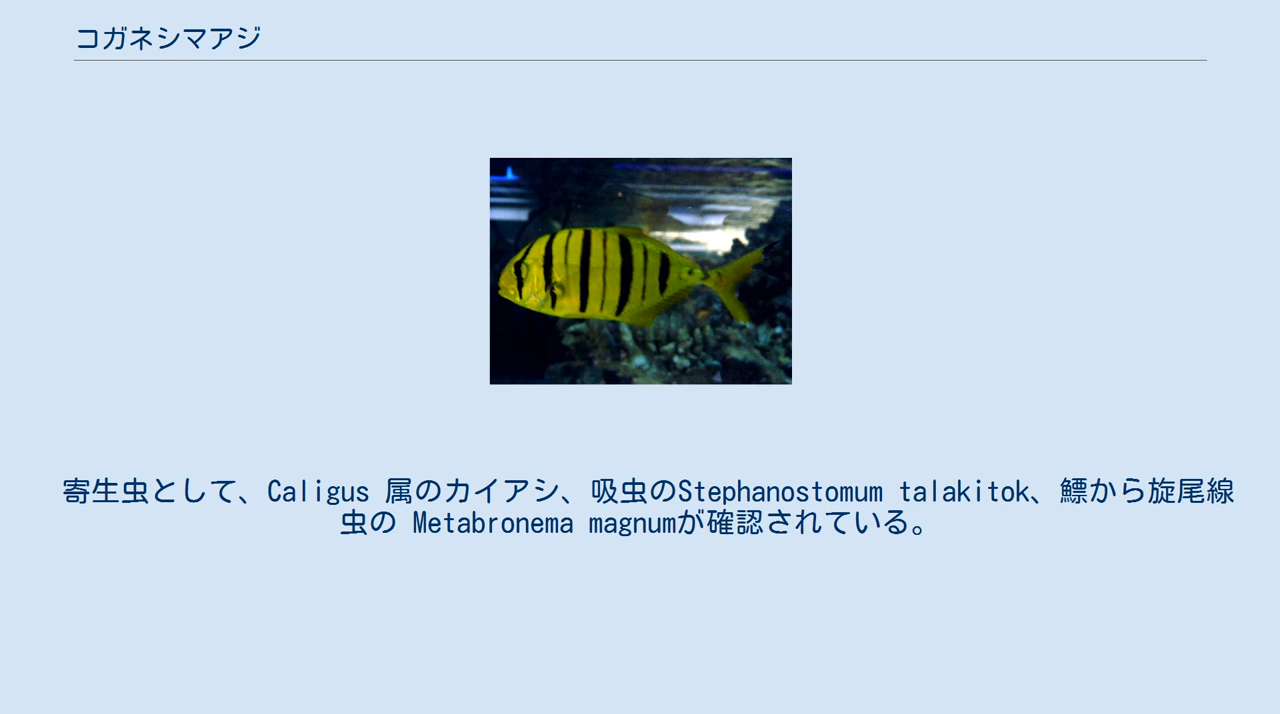 コガネシマアジ
寄生虫として、Caligus 属のカイアシ、吸虫のStephanostomum talakitok、鰾から旋尾線
虫の Metabronema magnumが確認されている。